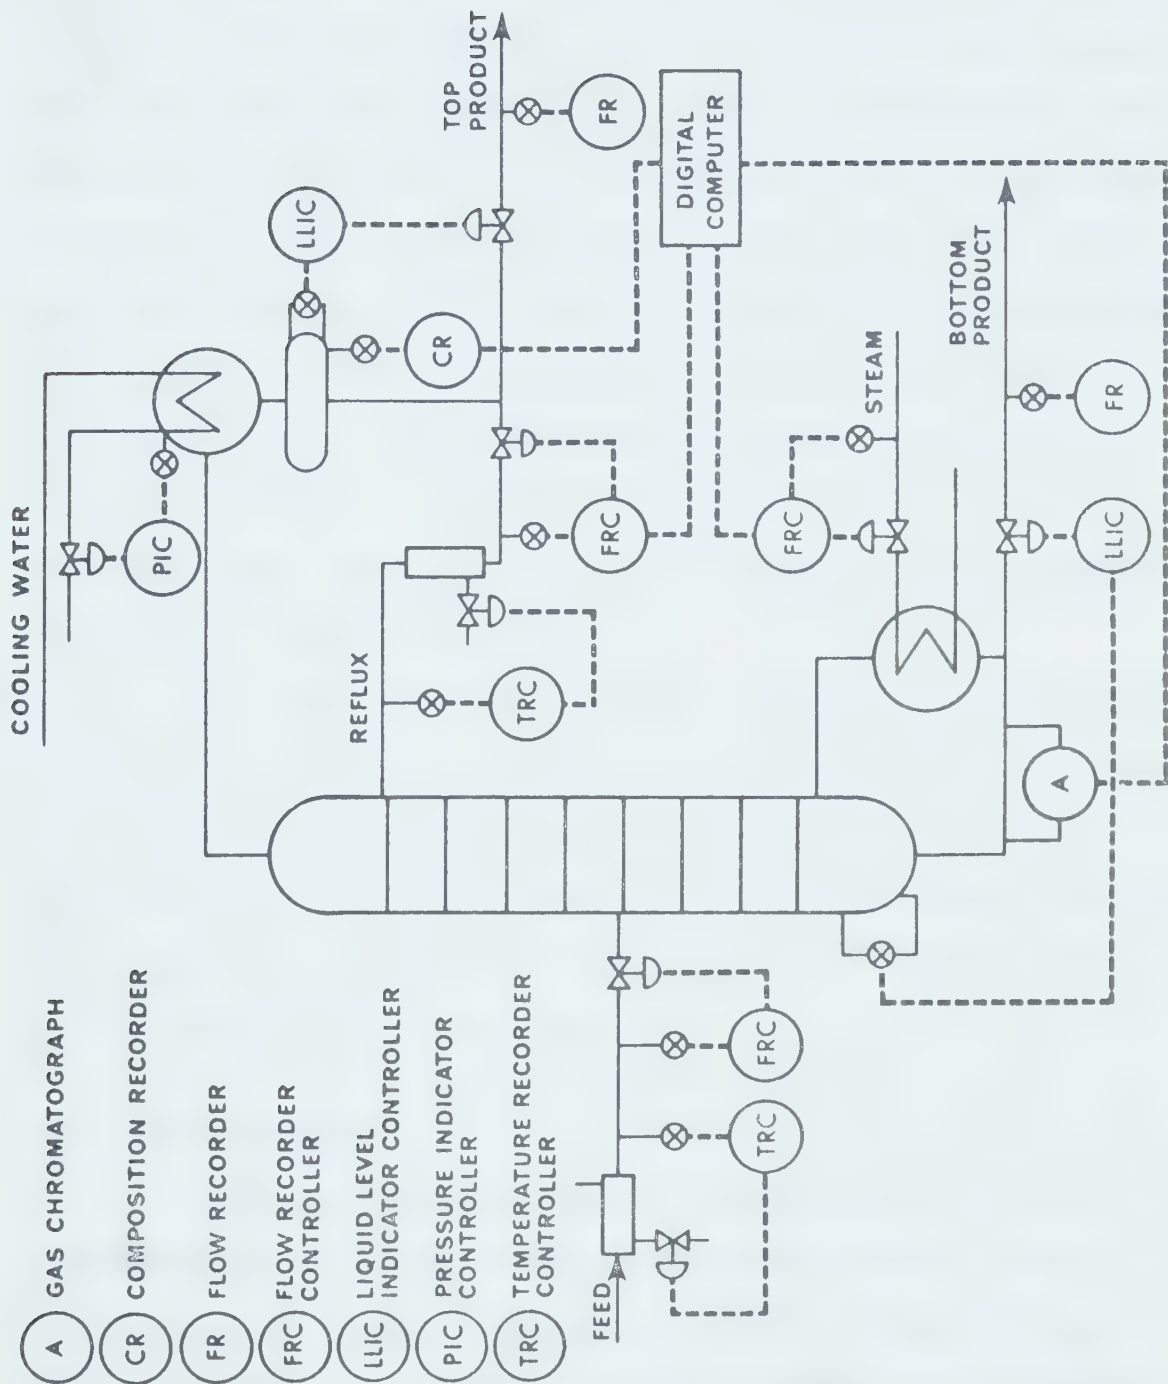 A
GAS CHROMATOGRAPH
CR
COMPOSITION RECORDER
FR
FLOW RECORDER
FRC
FLOW RECORDER
CONTROLLER
LLIC
LIQUID LEVEL
INDICATOR CONTROLLER
PIC
PRESSURE INDICATOR
CONTROLLER
TRC
TEMPERATURE RECORDER
CONTROLLER
COOLING WATER
PIC
LLIC
TOP
PRODUCT
FR
CR
REFLUX
TRC
FRC
DIGITAL
COMPUTER
FEED
TRC
FRC
FRC
STEAM
BOTTOM
PRODUCT
A
LLIC
FR